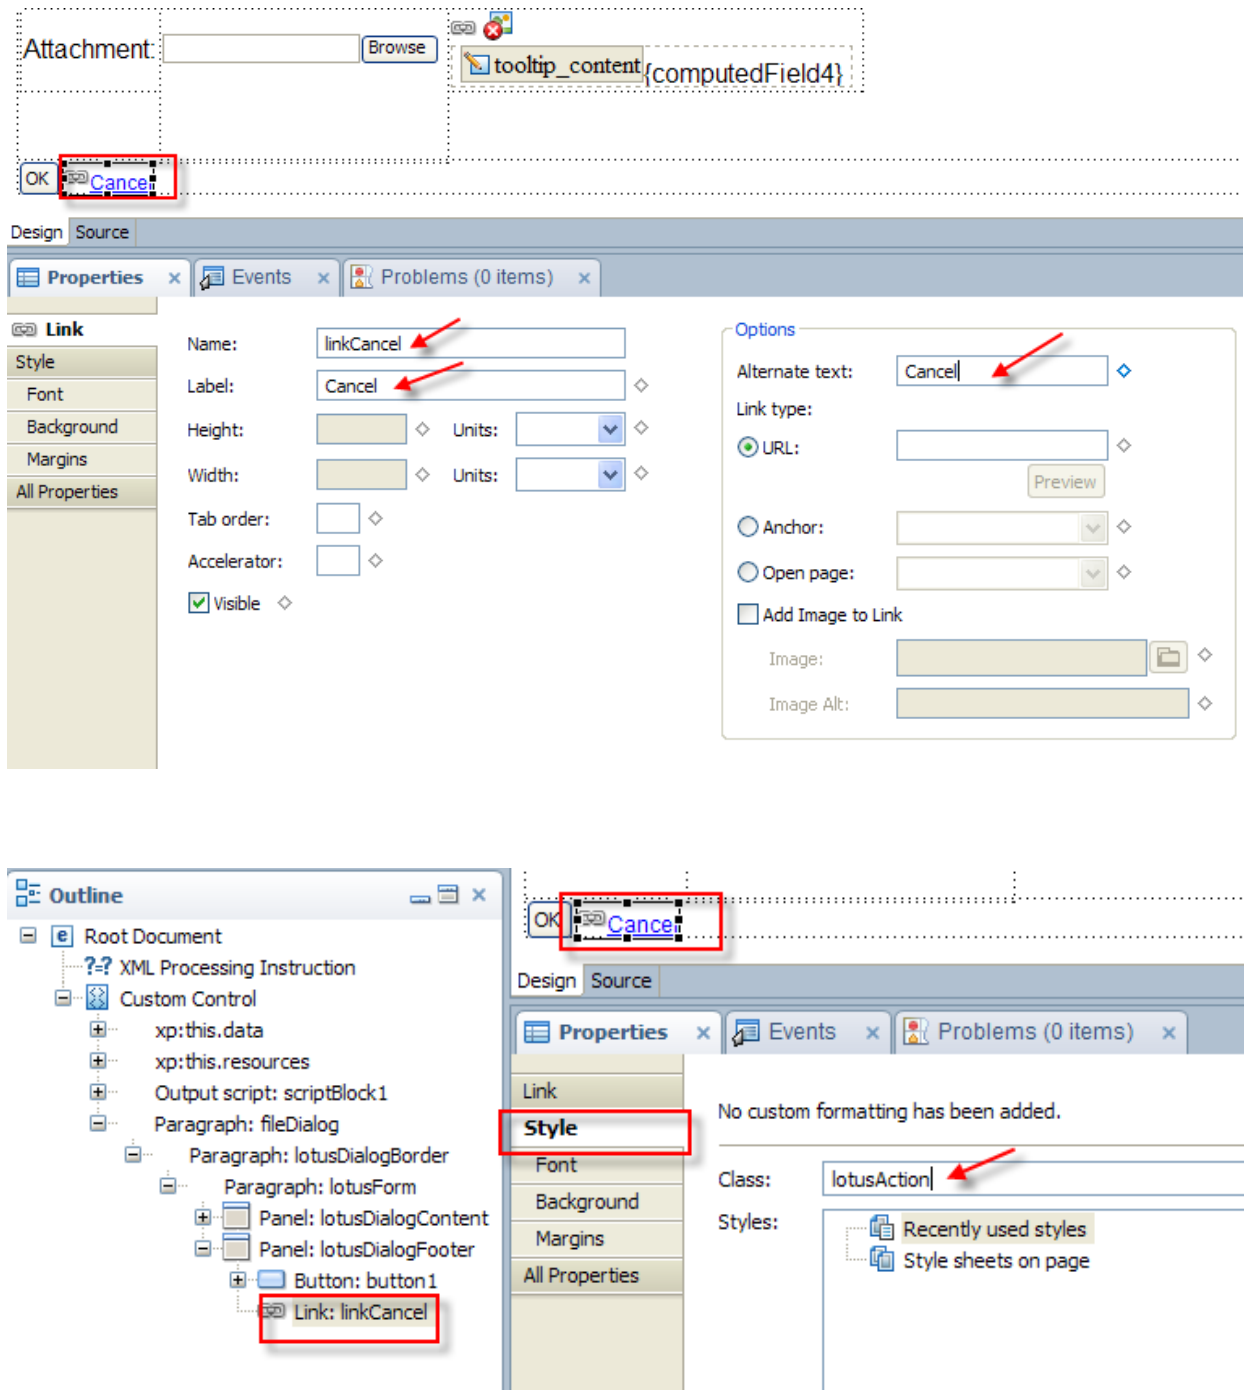 Attachment: Browse
tooltip_content {computedField4}
OK Cancel
Design Source
Properties Events Problems (0 items)
Link
Style
Font
Background
Margins
All Properties
Name: linkCancel
Label: Cancel
Height: Units:
Width: Units:
Tab order:
Accelerator:
Visible
Options
Alternate text: Cancel
Link type:
URL:
Preview
Anchor:
Open page:
Add Image to Link
Image:
Image Alt:
Outline
Root Document
?=? XML Processing Instruction
Custom Control
xp:this.data
xp:this.resources
Output script: scriptBlock1
Paragraph: fileDialog
Paragraph: lotusDialogBorder
Paragraph: lotusForm
Panel: lotusDialogContent
Panel: lotusDialogFooter
Button: button1
Link: linkCancel
OK Cancel
Design Source
Properties Events Problems (0 items)
Link
Style
Font
Background
Margins
All Properties
No custom formatting has been added.
Class: lotusAction
Styles:
Recently used styles
Style sheets on page